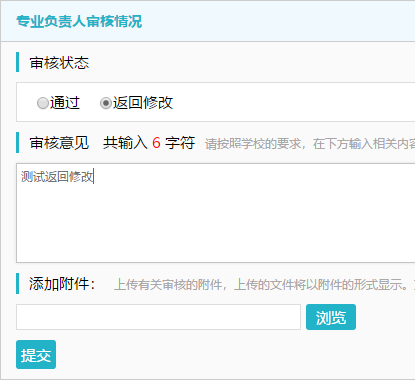 专业负责人审核情况
审核状态
通过 返回修改
审核意见 共输入 6 字符 请按照学校的要求，在下方输入相关内容
测试返回修改
添加附件： 上传有关审核的附件，上传的文件将以附件的形式显示。
浏览
提交